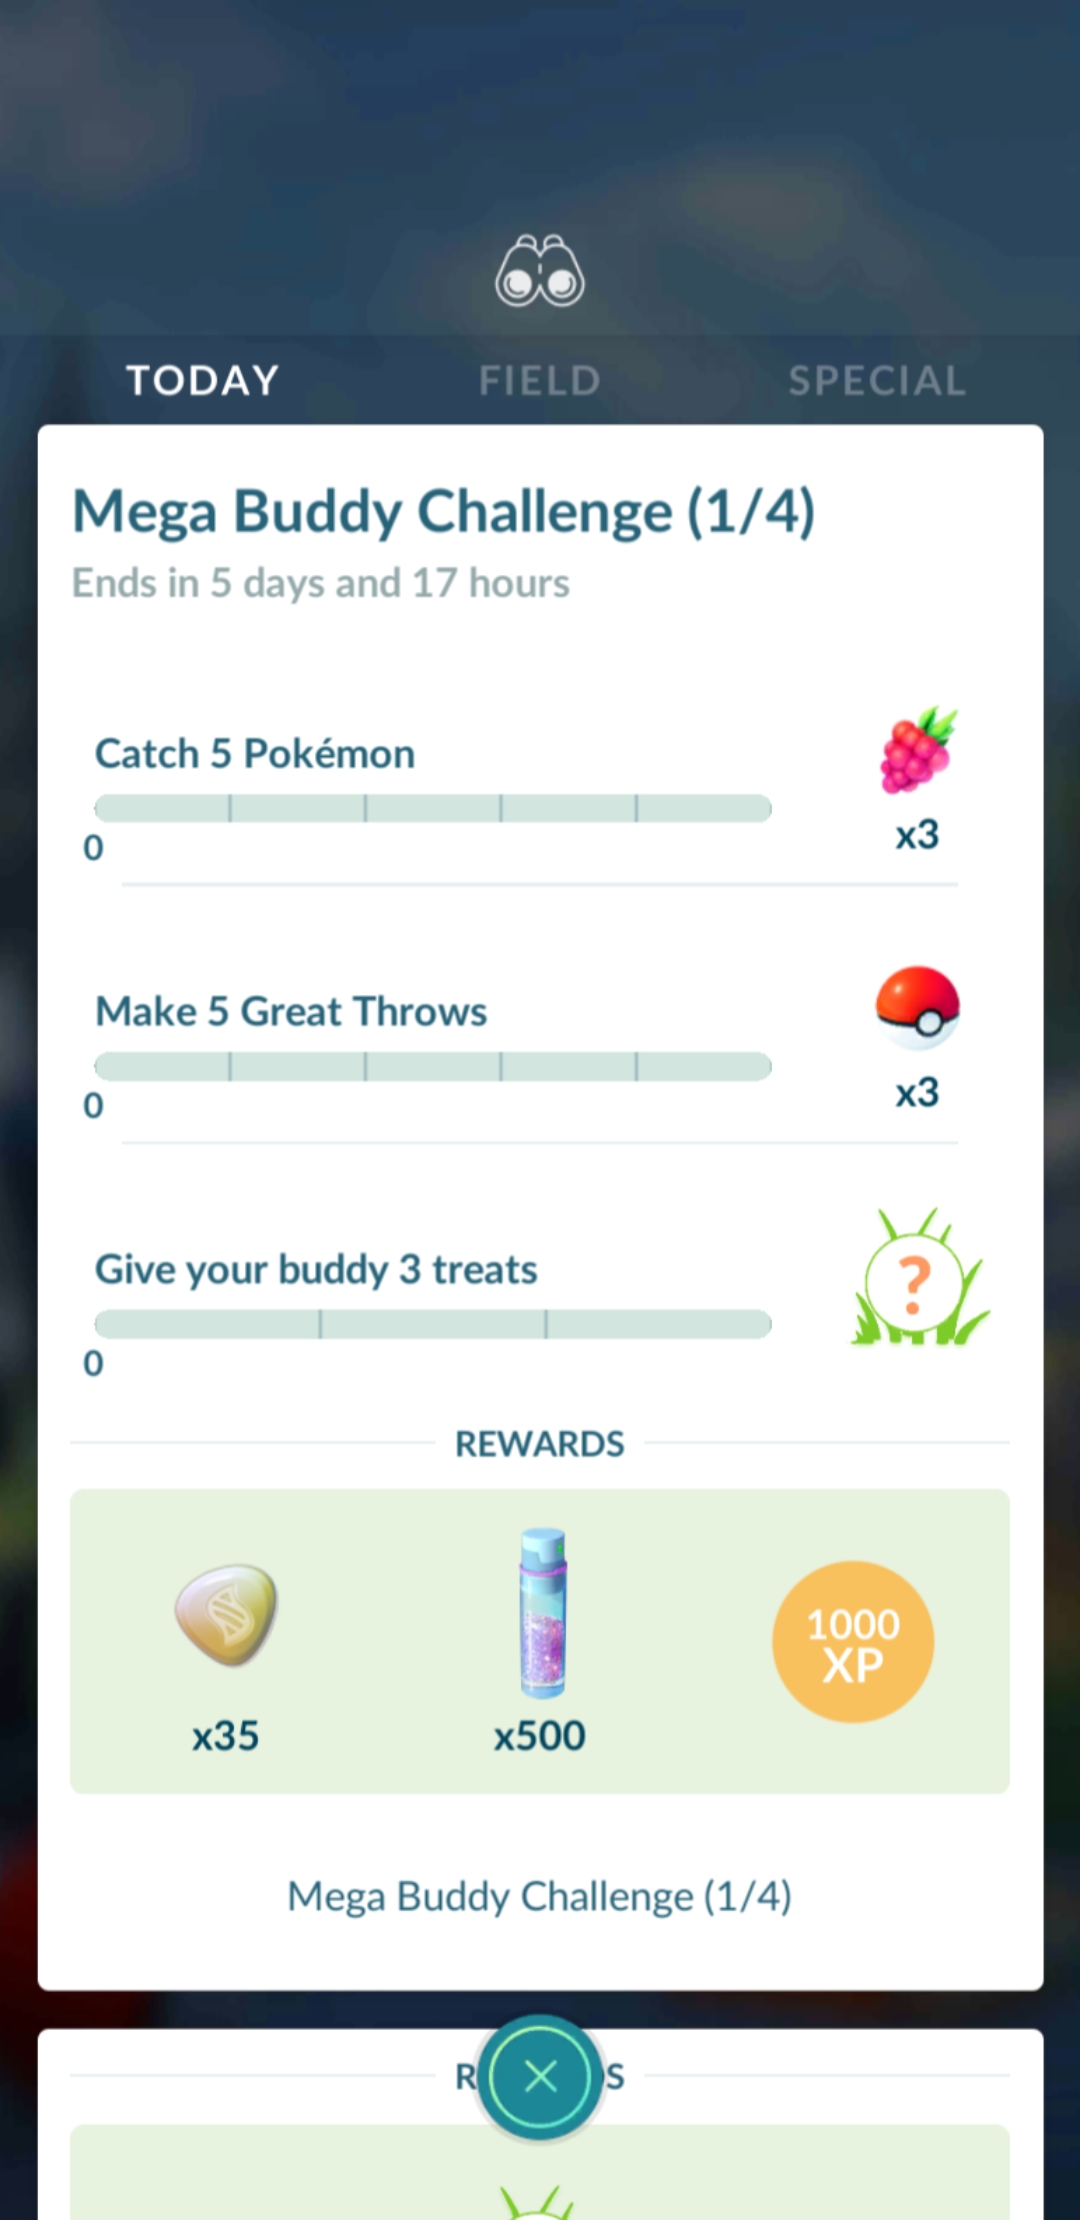 TODAY FIELD SPECIAL
Mega Buddy Challenge (1/4)
Ends in 5 days and 17 hours
Catch 5 Pokémon
0
x3
Make 5 Great Throws
0
x3
Give your buddy 3 treats
?
0
REWARDS
1000
XP
x35 x500
Mega Buddy Challenge (1/4)